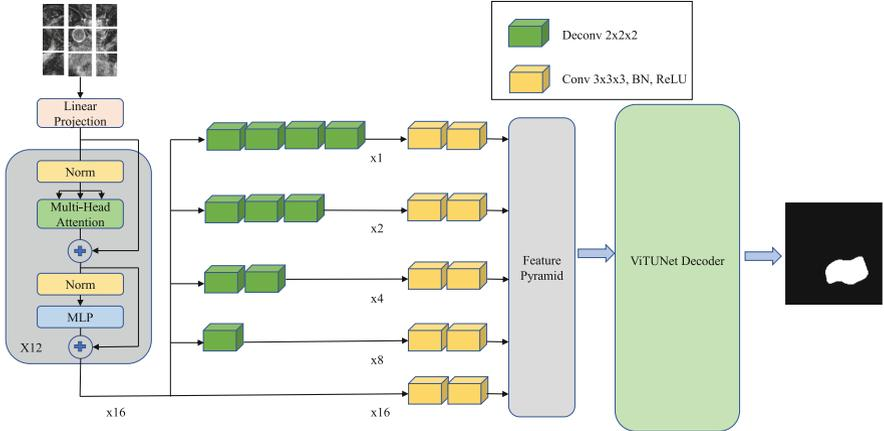 Deconv 2x2x2
Conv 3x3x3, BN, ReLU
Linear
Projection
Norm
Multi-Head
Attention
Norm
MLP
X12
x16
x1
x2
x4
x8
x16
Feature
Pyramid
ViTUNet Decoder